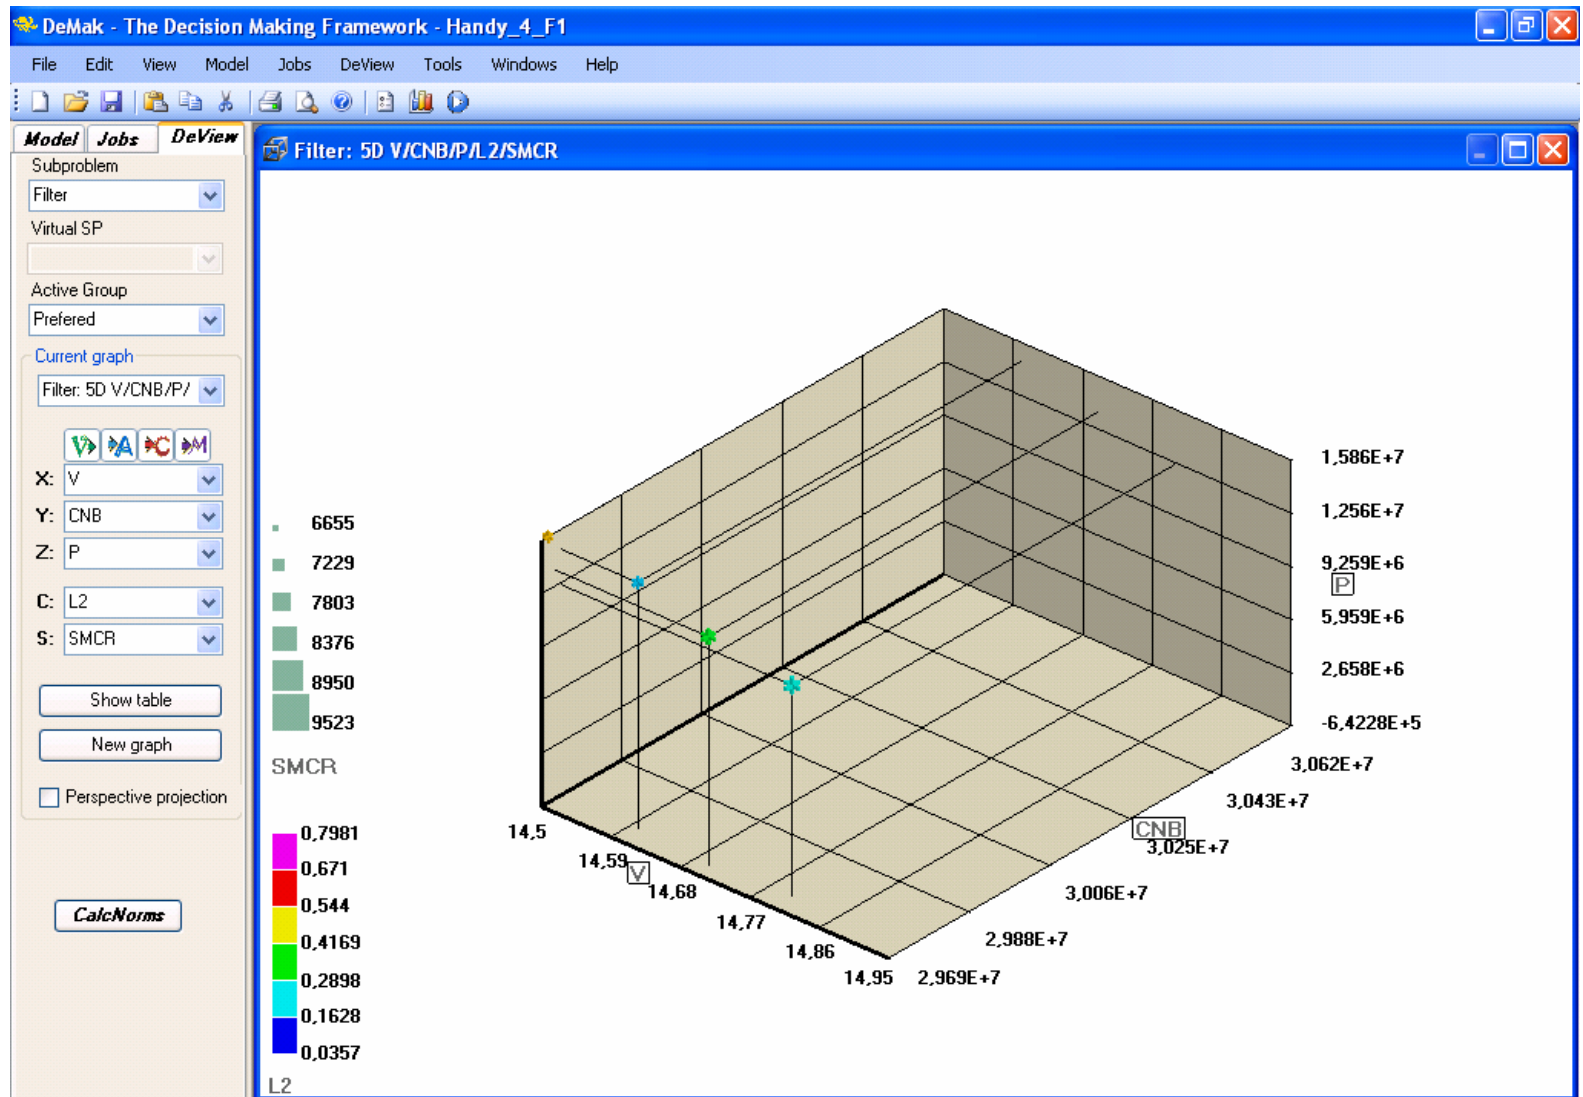 DeMak - The Decision Making Framework - Handy_4_F1
File Edit View Model Jobs DeView Tools Windows Help
Model Jobs DeView
Subproblem
Filter
Virtual SP
Active Group
Prefered
Current graph
Filter: 5D V/CNB/P/
V A C M
X: V
Y: CNB
Z: P
C: L2
S: SMCR
Show table
New graph
Perspective projection
CalcNorms
Filter: 5D V/CNB/P/L2/SMCR
6655
7229
7803
8376
8950
9523
SMCR
0,7981
0,671
0,544
0,4169
0,2898
0,1628
0,0357
L2
1,586E+7
1,256E+7
9,259E+6
P
5,959E+6
2,658E+6
-6,4228E+5
3,062E+7
3,043E+7
CNB
3,025E+7
3,006E+7
2,988E+7
2,969E+7
14,5
14,59
V
14,68
14,77
14,86
14,95